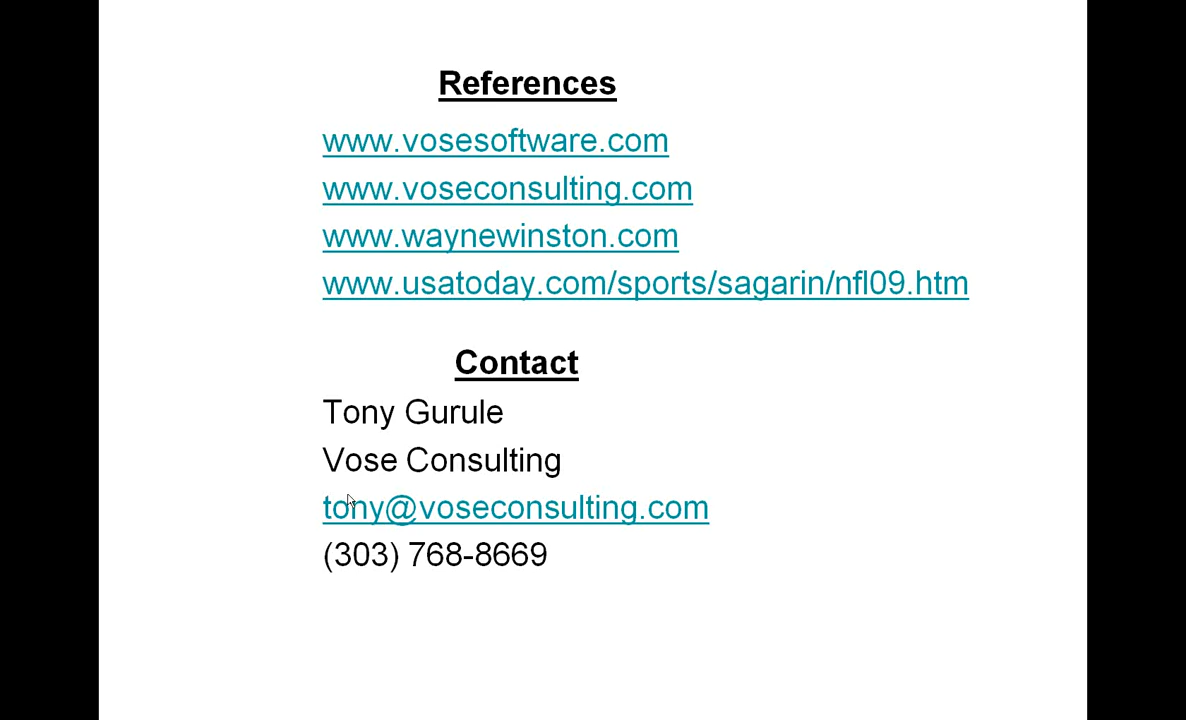 References
www.vosesoftware.com
www.voseconsulting.com
www.waynewinston.com
www.usatoday.com/sports/sagarin/nfl09.htm
Contact
Tony Gurule
Vose Consulting
tony@voseconsulting.com
(303) 768-8669